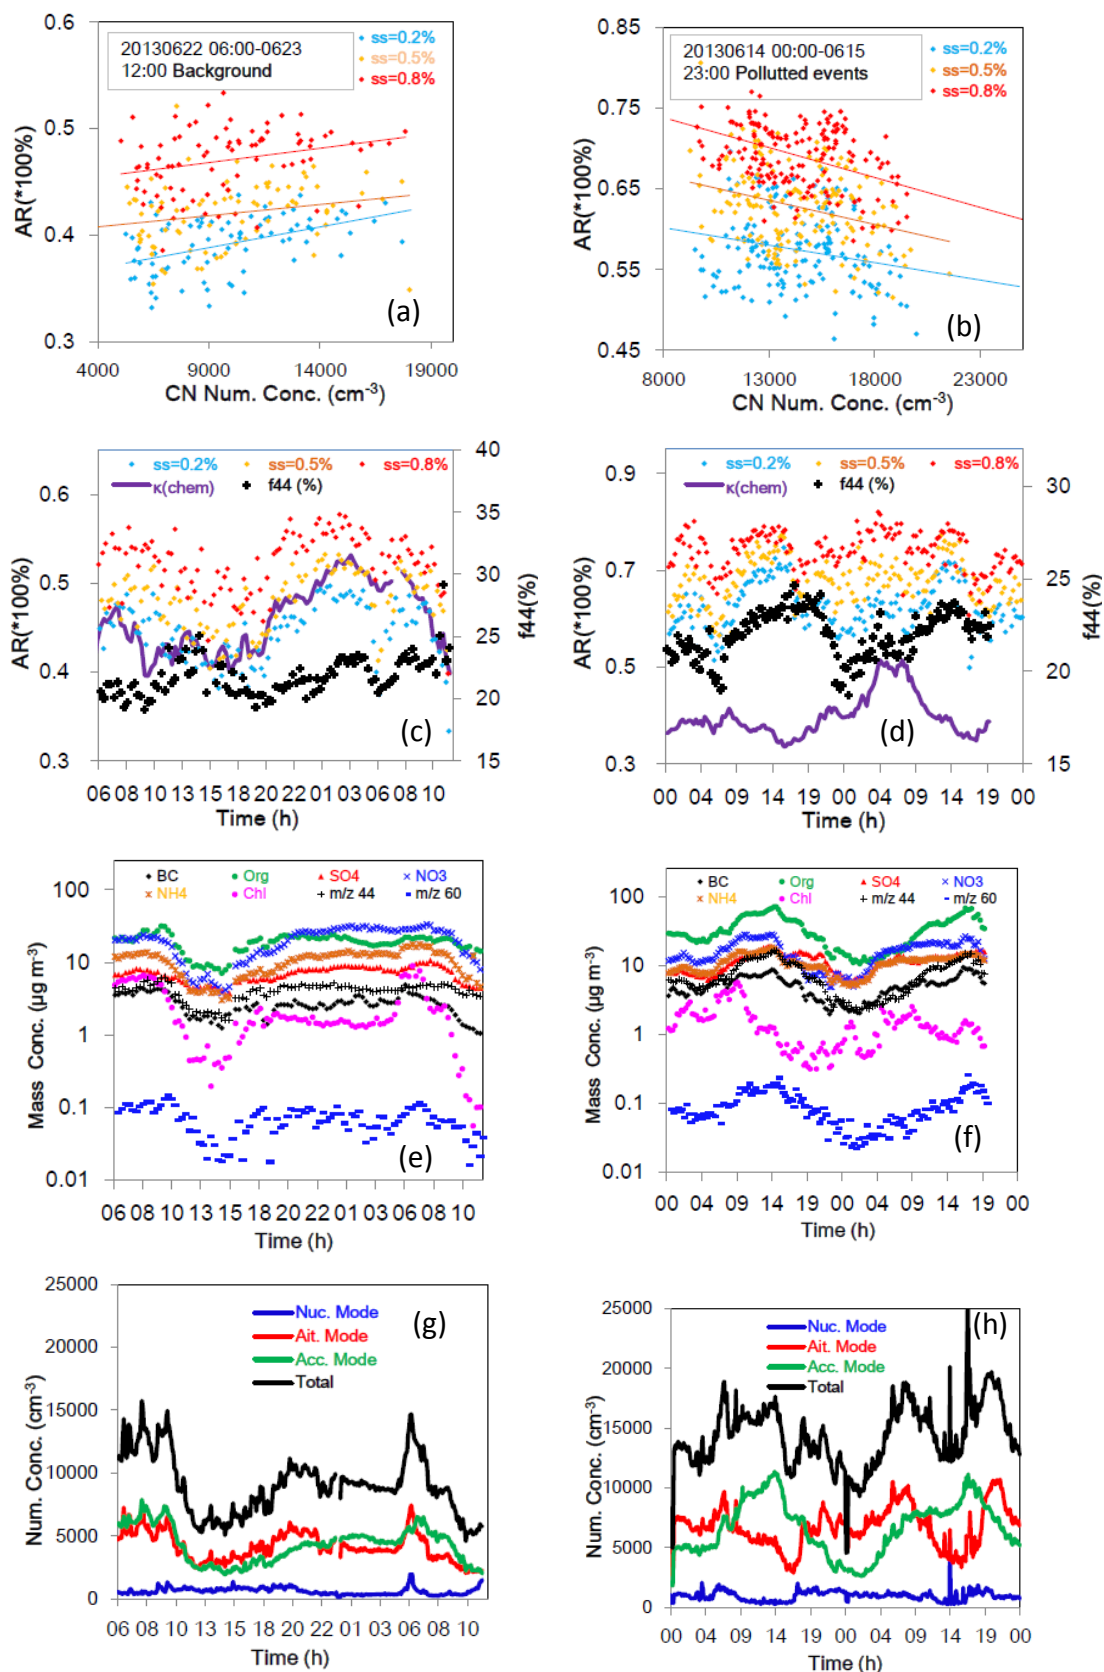 0.6
20130622 06:00-0623
12:00 Background
ss=0.2%
ss=0.5%
ss=0.8%
0.5
0.4
0.3
AR(*100%)
(a)
4000 9000 14000 19000
CN Num. Conc. (cm-3)
0.85
20130614 00:00-0615
23:00 Pollutted events
ss=0.2%
ss=0.5%
ss=0.8%
0.75
0.65
0.55
0.45
AR(*100%)
(b)
8000 13000 18000 23000
CN Num. Conc. (cm-3)
ss=0.2% ss=0.5% ss=0.8%
κ(chem) f44 (%)
0.6
0.5
0.4
0.3
AR(*100%)
40
35
30
25
20
15
f44(%)
(c)
06 08 10 13 15 18 20 22 01 03 06 08 10
Time (h)
ss=0.2% ss=0.5% ss=0.8%
κ(chem) f44 (%)
0.9
0.7
0.5
0.3
AR(*100%)
30
25
20
15
f44(%)
(d)
00 04 09 14 19 00 04 09 14 19 00
Time (h)
BC Org SO4 NO3
NH4 Chl m/z 44 m/z 60
100
10
1
0.1
0.01
Mass Conc. (µg m-3)
(e)
06 08 10 13 15 18 20 22 01 03 06 08 10
Time (h)
BC Org SO4 NO3
NH4 Chl m/z 44 m/z 60
100
10
1
0.1
0.01
Mass Conc. (µg m-3)
(f)
00 04 09 14 19 00 04 09 14 19 00
Time (h)
25000
20000
15000
10000
5000
0
Num. Conc. (cm-3)
Nuc. Mode
Ait. Mode
Acc. Mode
Total
(g)
06 08 10 13 15 18 20 22 01 03 06 08 10
Time (h)
25000
20000
15000
10000
5000
0
Num. Conc. (cm-3)
Nuc. Mode
Ait. Mode
Acc. Mode
Total
(h)
00 04 09 14 19 00 04 09 14 19 00
Time (h)